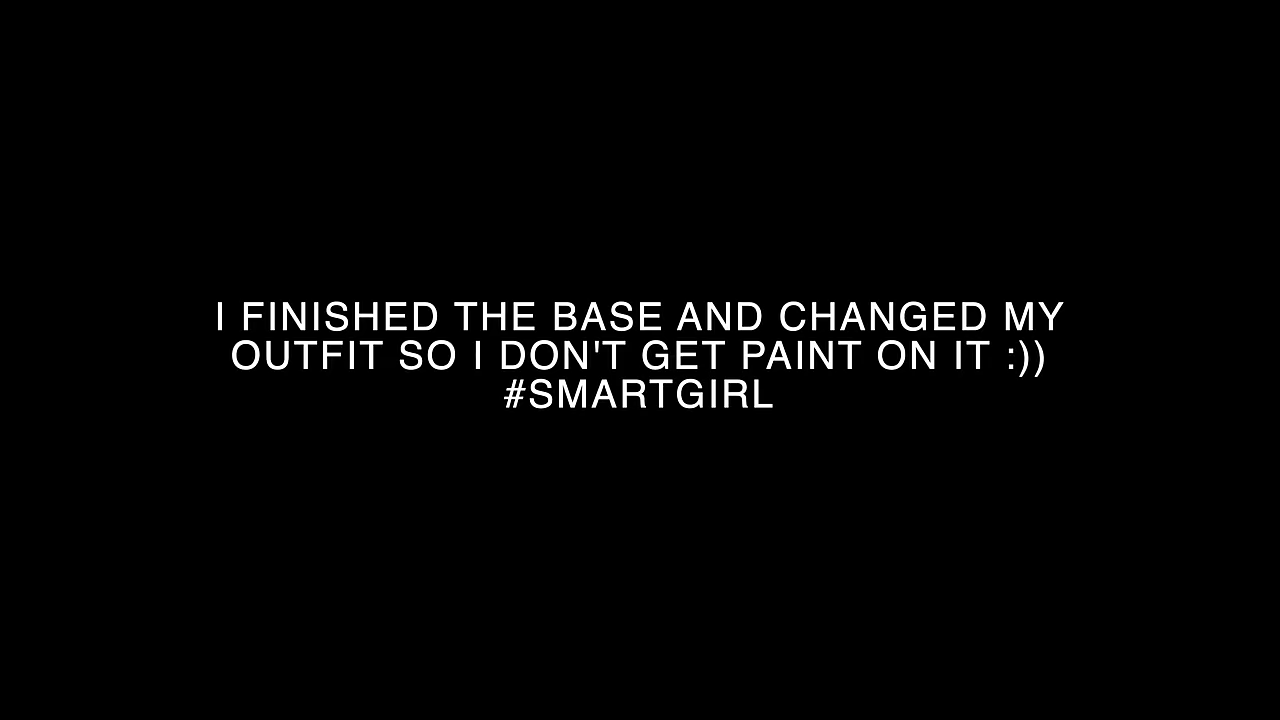 I FINISHED THE BASE AND CHANGED MY
OUTFIT SO I DON'T GET PAINT ON IT :))
#SMARTGIRL